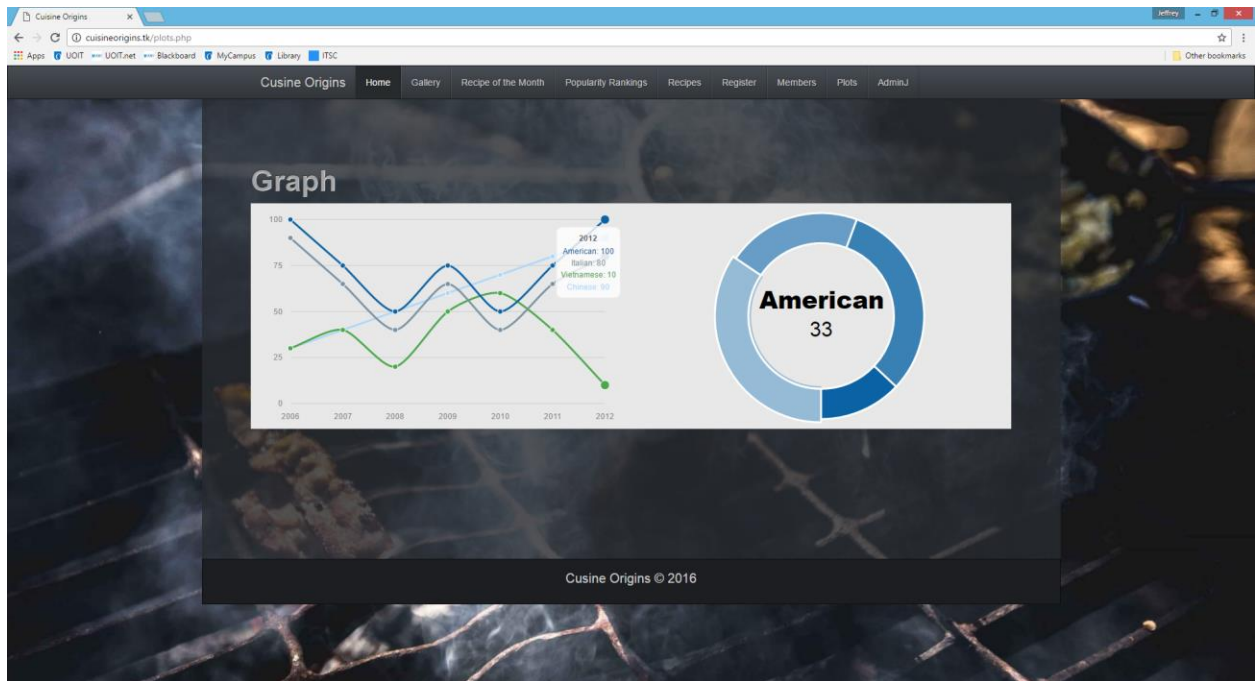 Cuisine Origins
Jeffrey
cuisineorigins.tk/plots.php
Apps UOIT UOIT.net Blackboard MyCampus Library ITSC Other bookmarks
Cusine Origins Home Gallery Recipe of the Month Popularity Rankings Recipes Register Members Plots AdminJ
Graph
100
75
50
25
0
2006 2007 2008 2009 2010 2011 2012
2012
American: 100
Italian: 80
Vietnamese: 10
Chinese: 90
American
33
Cusine Origins © 2016